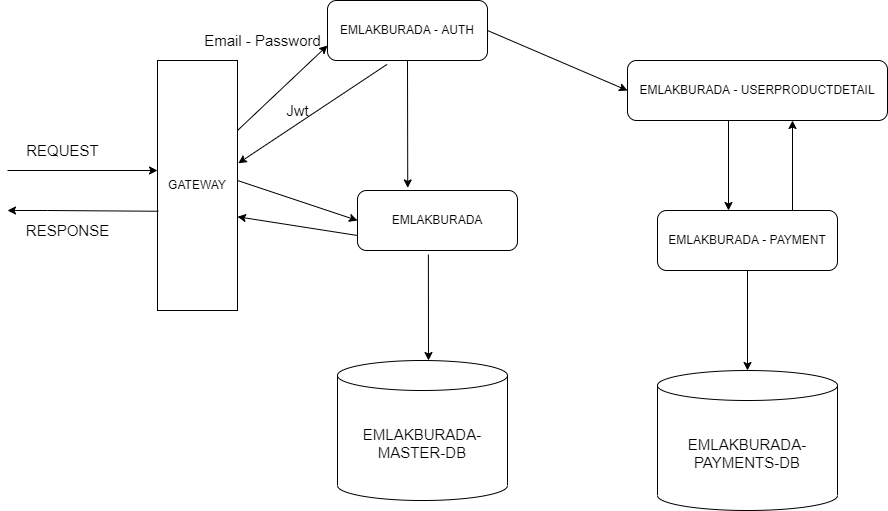 EMLAKBURADA - AUTH
Email - Password
EMLAKBURADA - USERPRODUCTDETAIL
Jwt
REQUEST
GATEWAY
EMLAKBURADA
RESPONSE
EMLAKBURADA - PAYMENT
EMLAKBURADA-
MASTER-DB
EMLAKBURADA-
PAYMENTS-DB